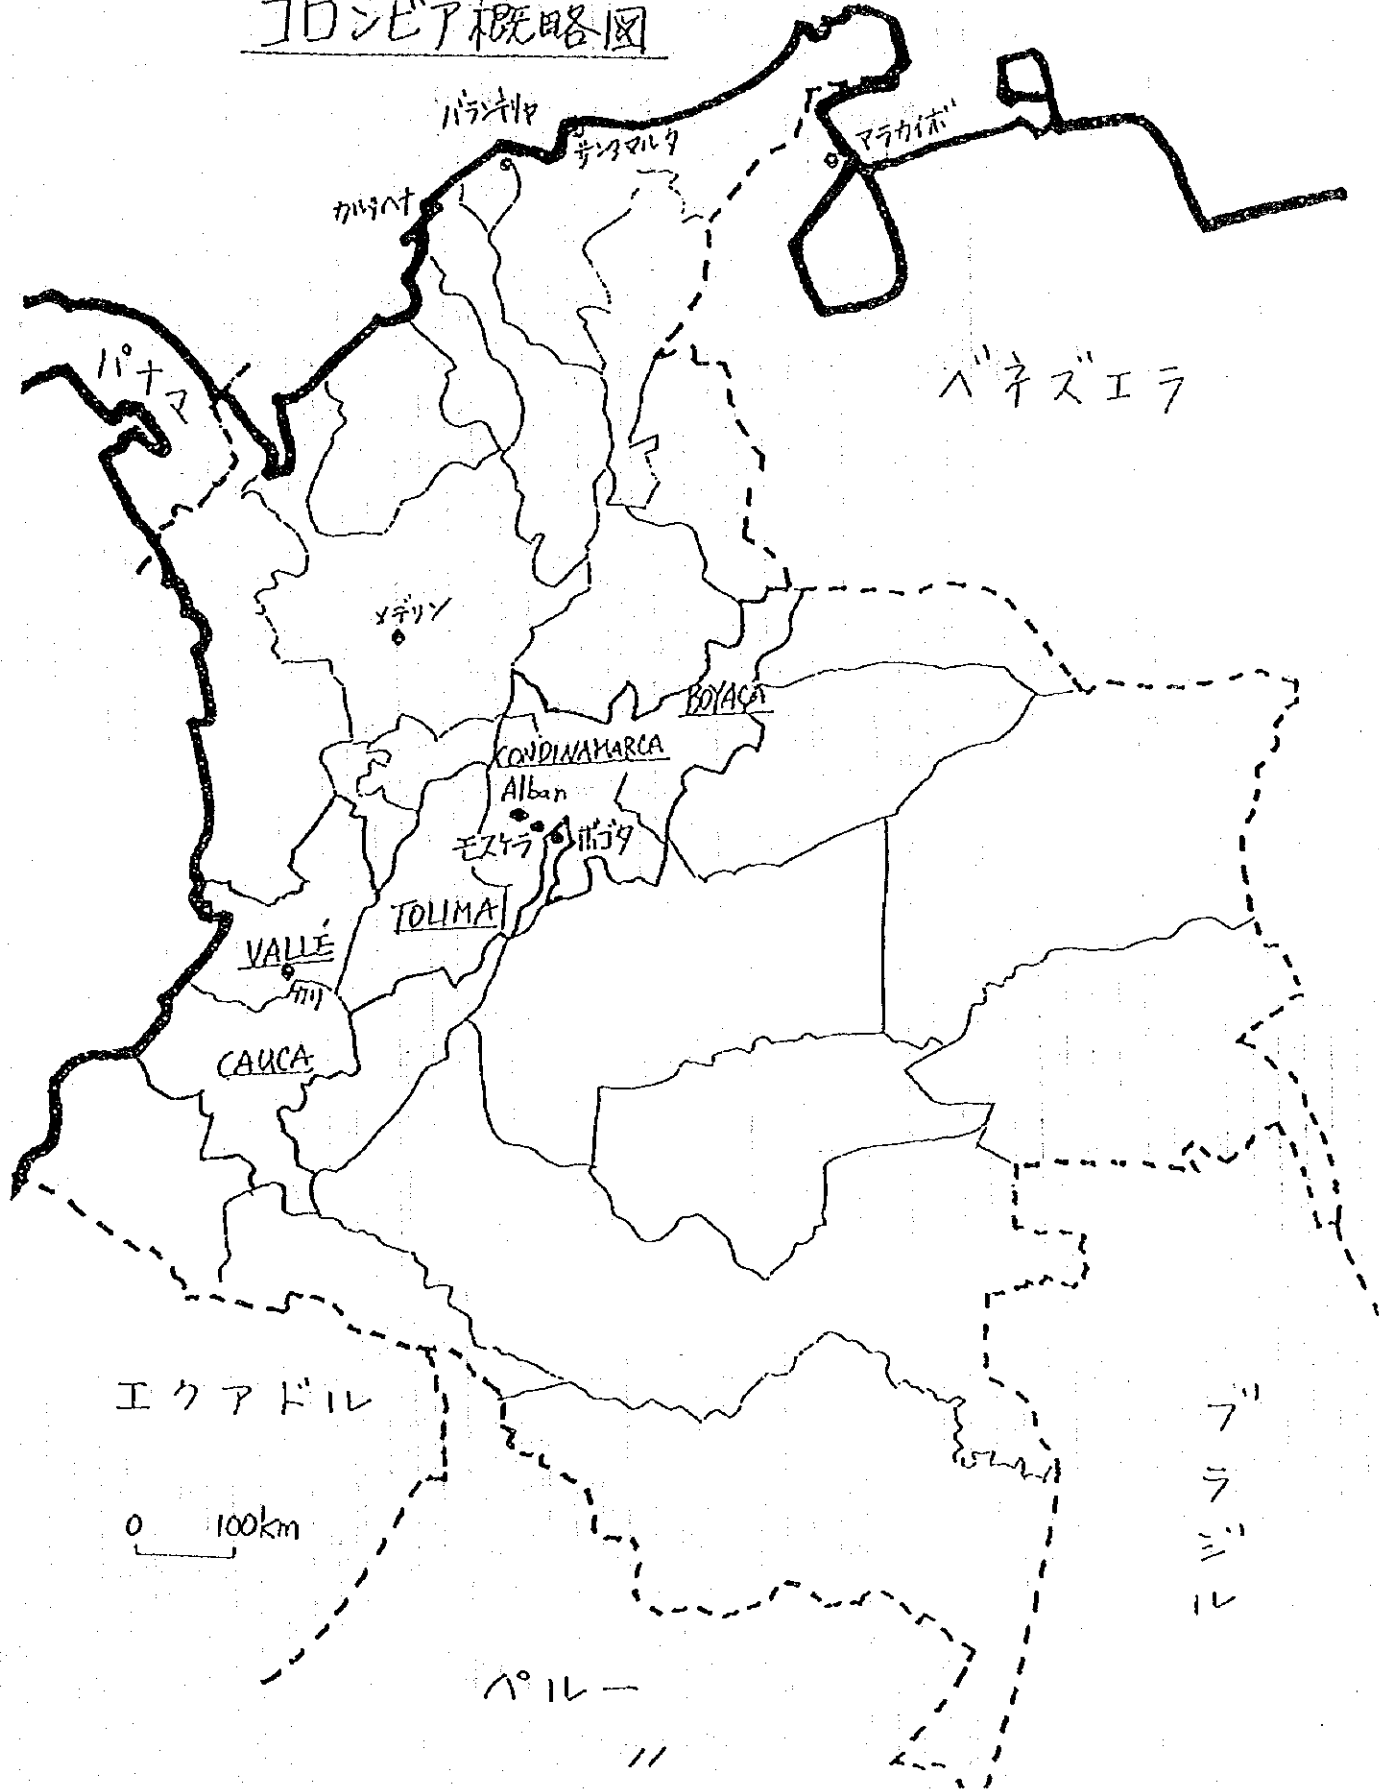 コロンビア概略図
バランキリャ
サンタマルタ
マラカイボ
カルタヘナ
パナマ
ベネズエラ
メデリン
BOYACA
CONDINAMARCA
Alban
モスケラ
ボゴタ
TOLIMA
VALLÉ
カリ
CAUCA
エクアドル
ブラジル
0 100km
ペルー